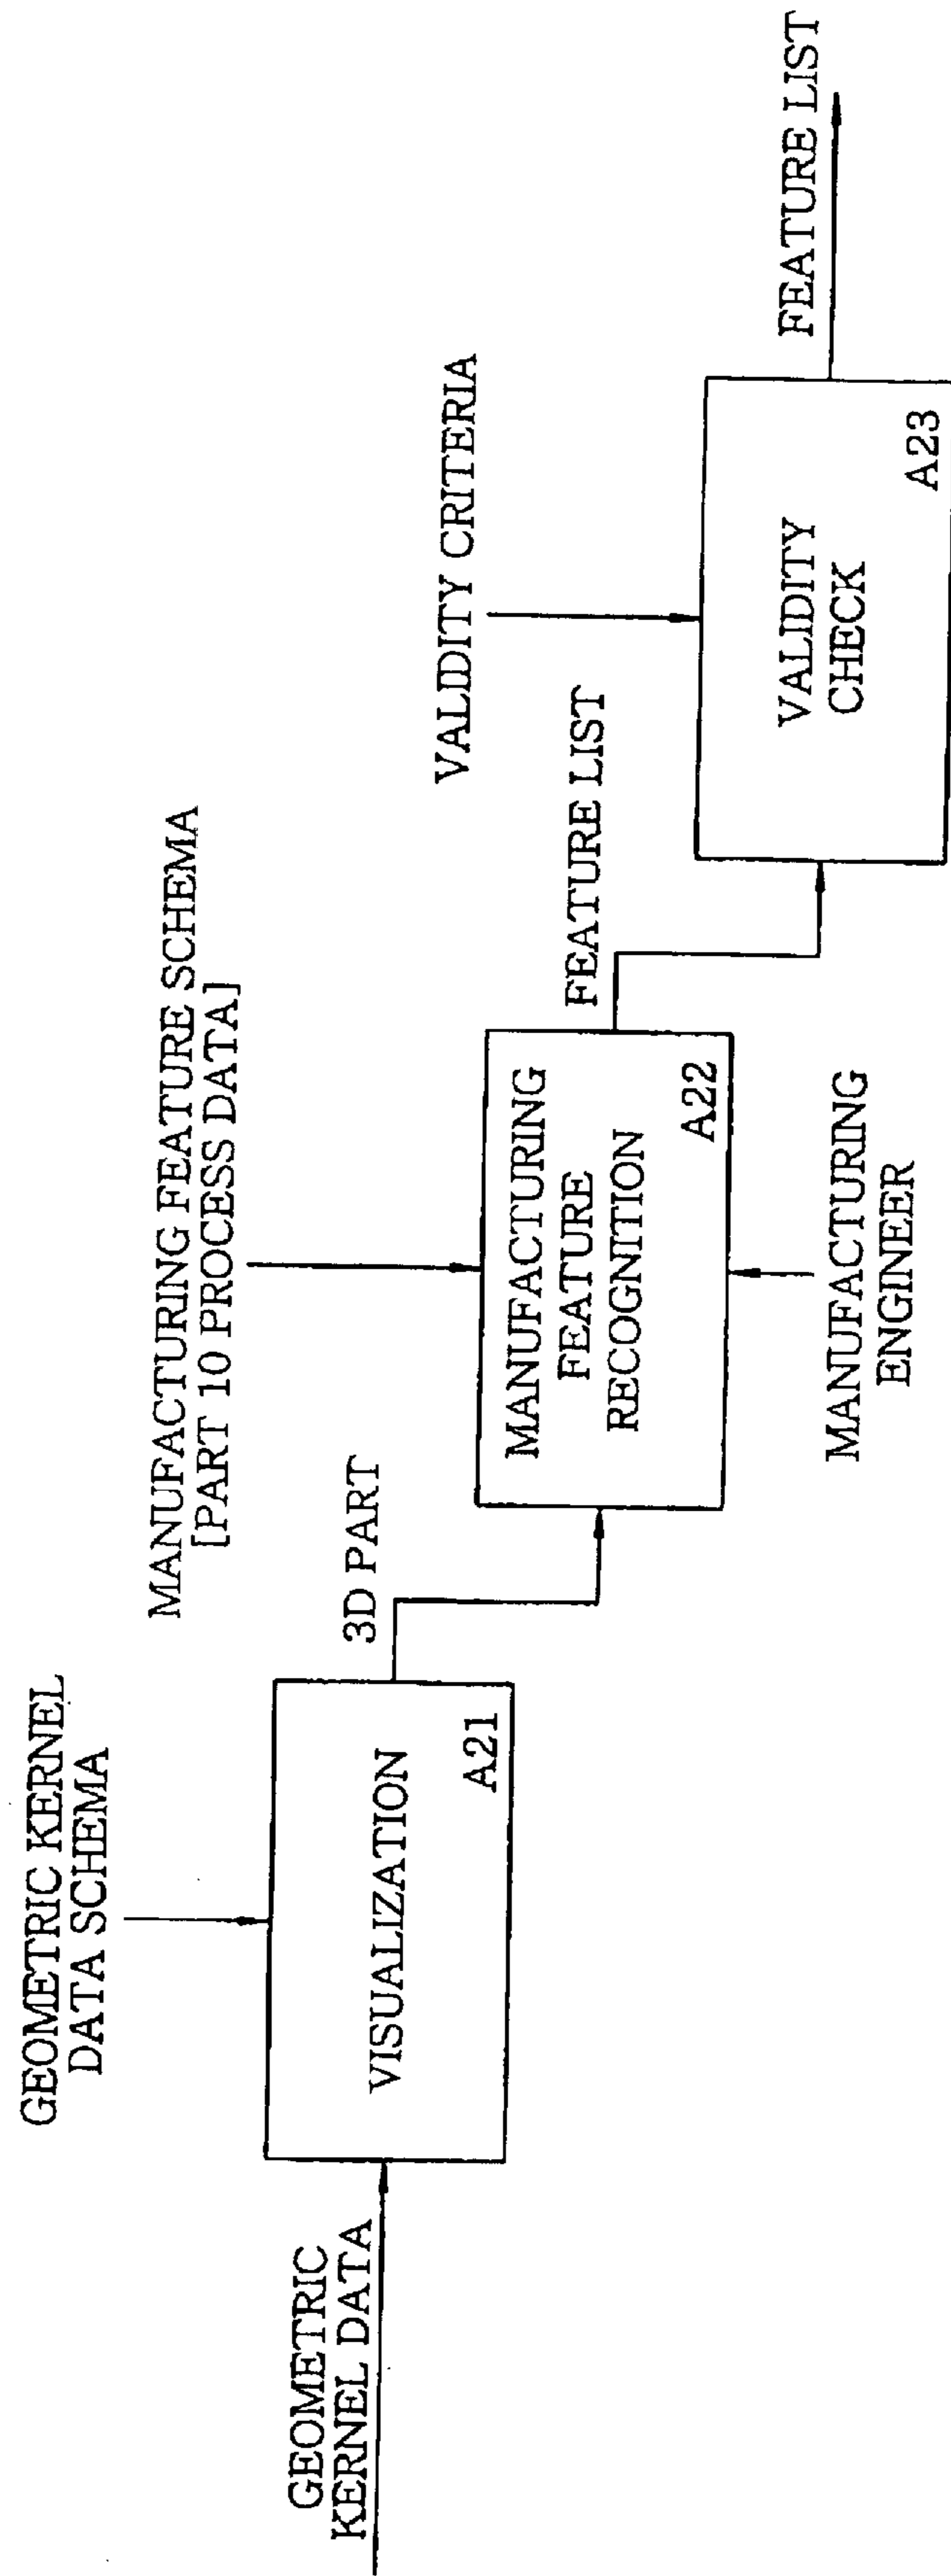 GEOMETRIC
KERNEL DATA
GEOMETRIC KERNEL
DATA SCHEMA
VISUALIZATION
A21
3D PART
MANUFACTURING FEATURE SCHEMA
[PART 10 PROCESS DATA]
MANUFACTURING
FEATURE
RECOGNITION
A22
MANUFACTURING
ENGINEER
FEATURE LIST
VALIDITY CRITERIA
VALIDITY
CHECK
A23
FEATURE LIST